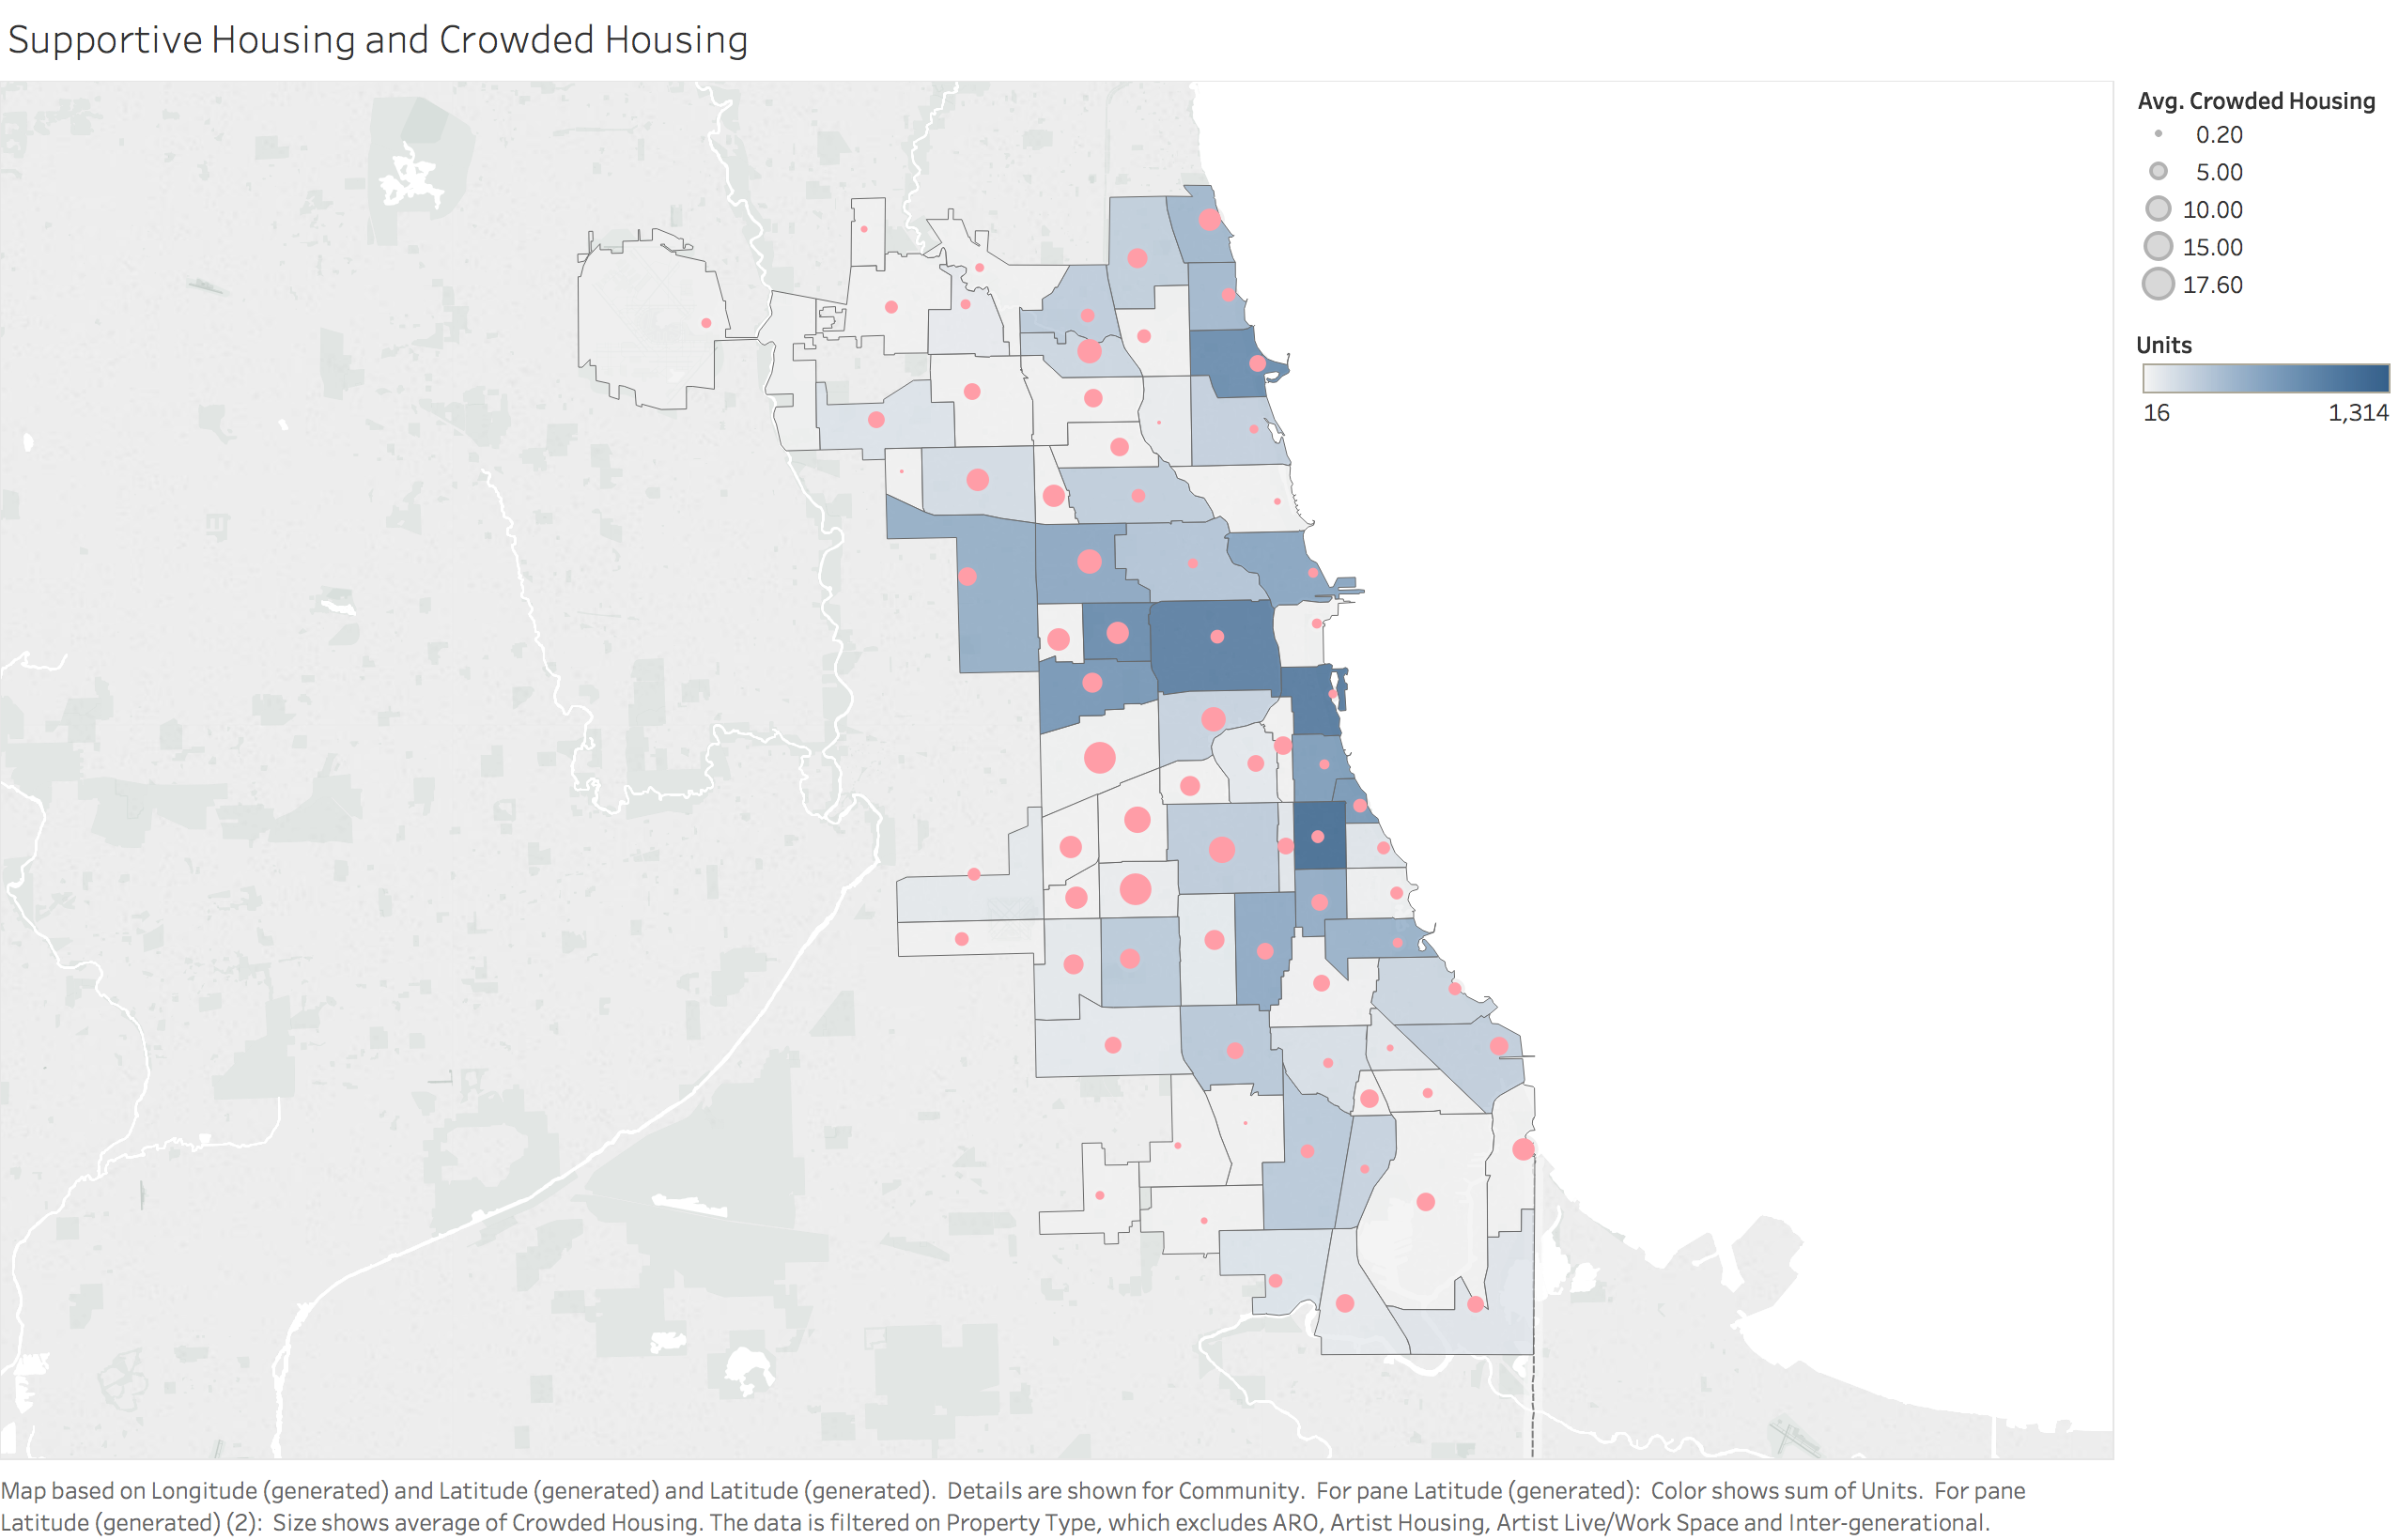 Supportive Housing and Crowded Housing
Avg. Crowded Housing
0.20
5.00
10.00
15.00
17.60
Units
16 1,314
Map based on Longitude (generated) and Latitude (generated) and Latitude (generated). Details are shown for Community. For pane Latitude (generated): Color shows sum of Units. For pane
Latitude (generated) (2): Size shows average of Crowded Housing. The data is filtered on Property Type, which excludes ARO, Artist Housing, Artist Live/Work Space and Inter-generational.